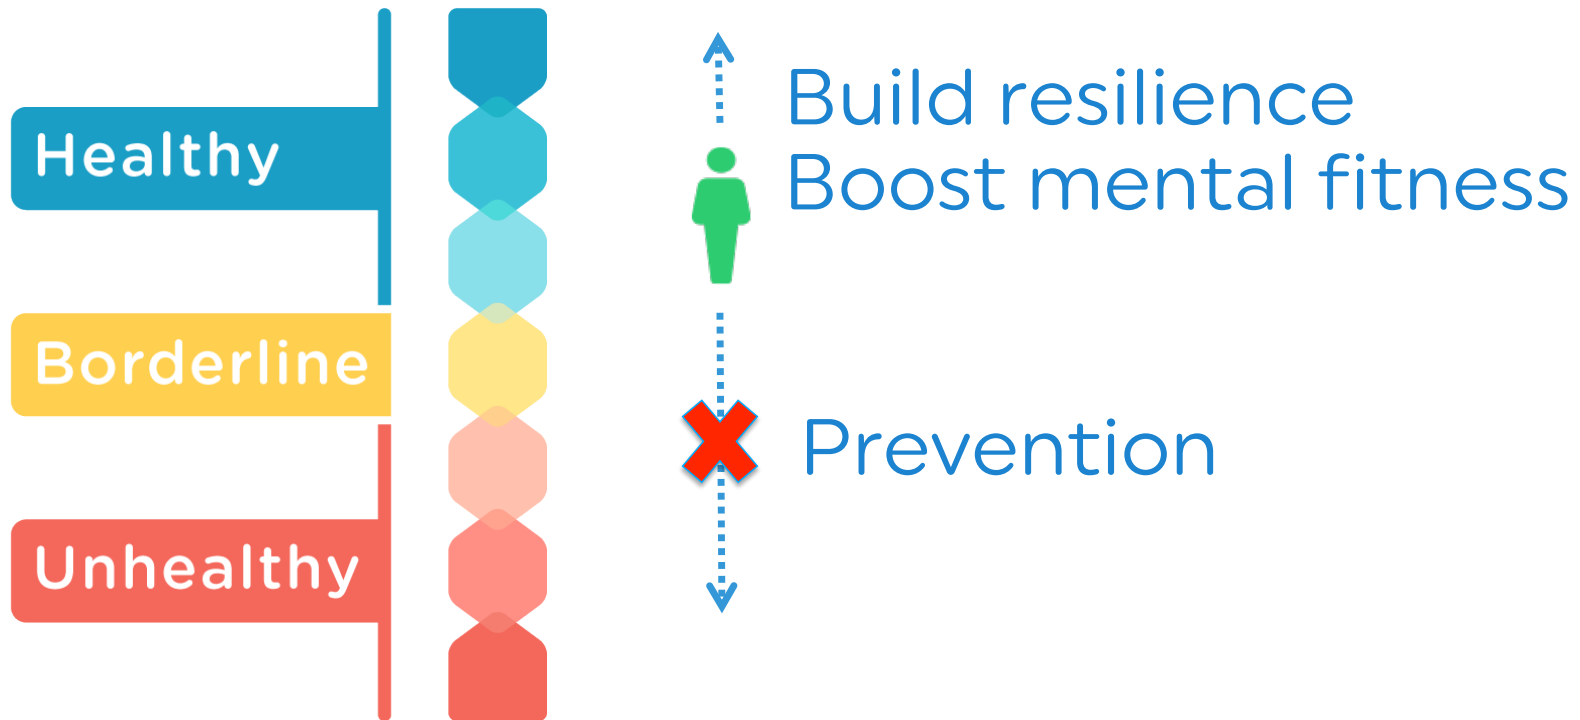 Healthy
Borderline
Unhealthy
Build resilience
Boost mental fitness
Prevention